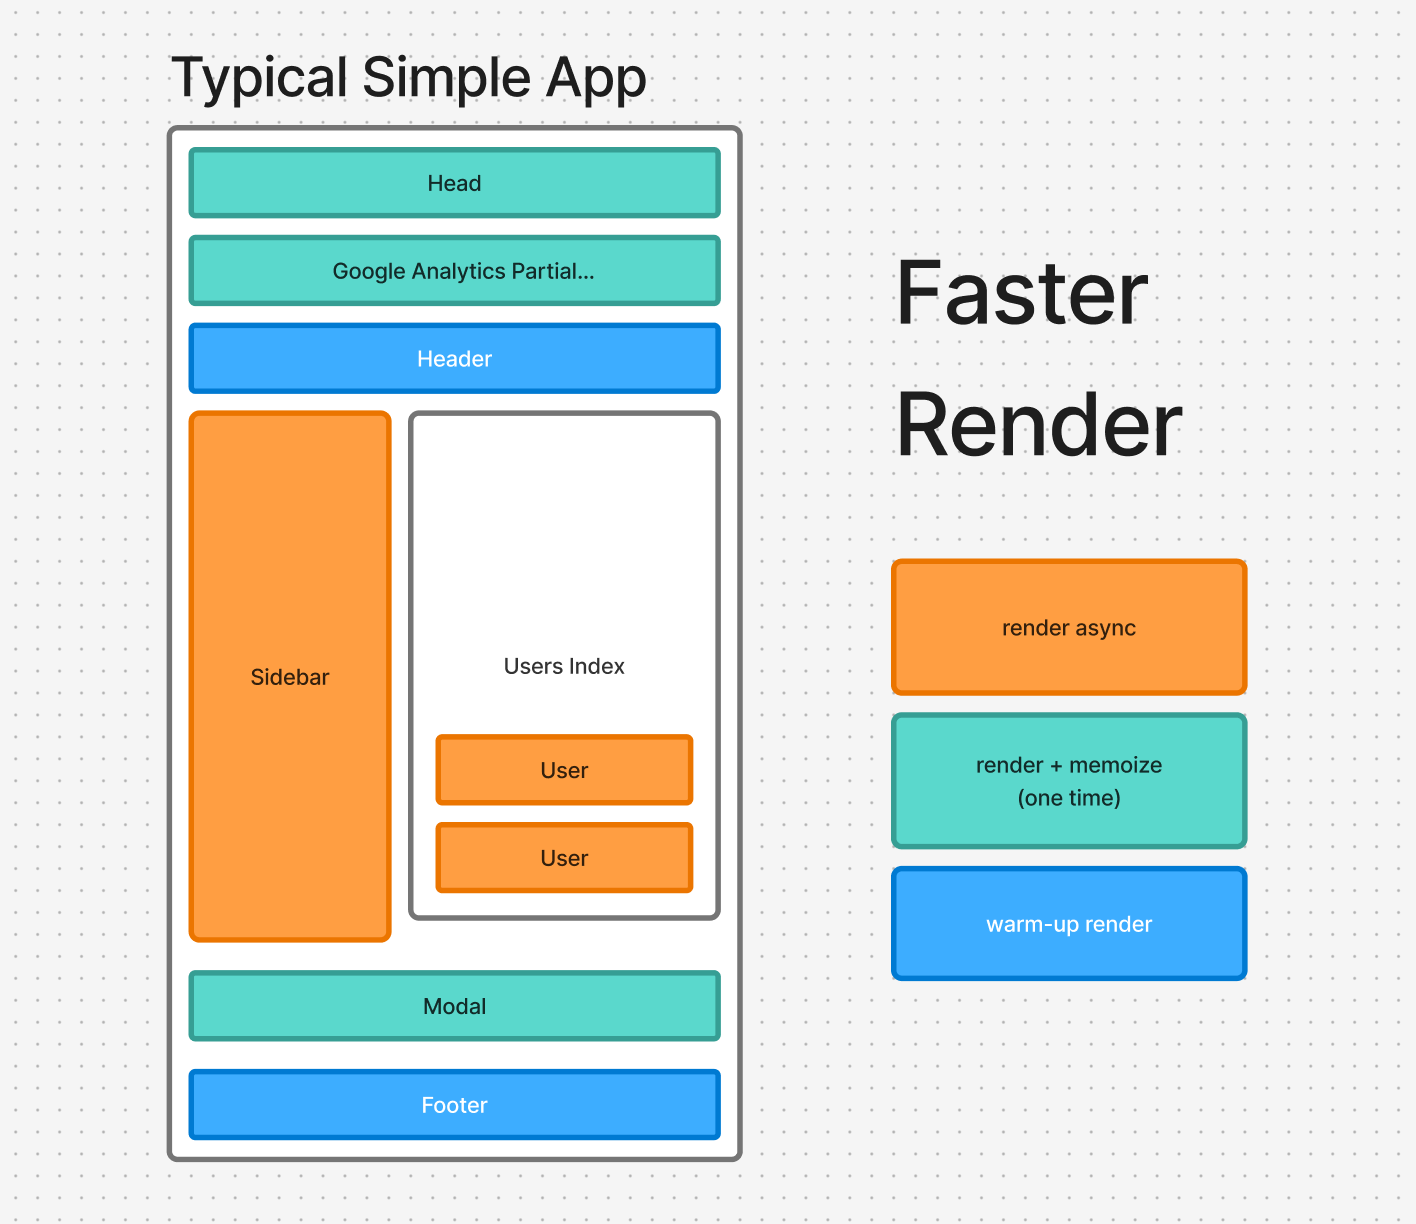 Typical Simple App
Head
Google Analytics Partial...
Header
Sidebar
Users Index
User
User
Modal
Footer
Faster
Render
render async
render + memoize
(one time)
warm-up render